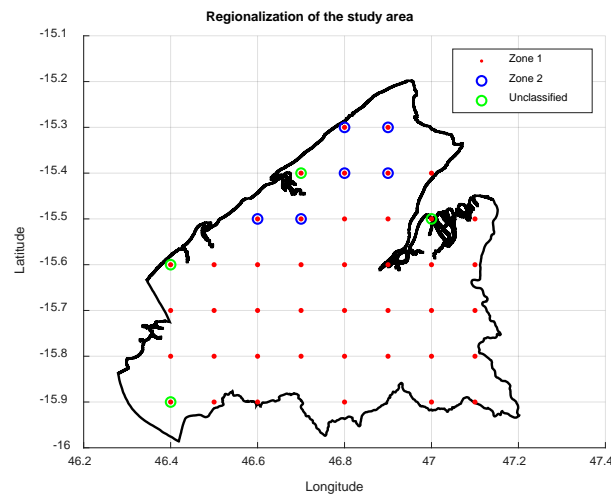 Regionalization of the study area
-15.1
-15.2
-15.3
-15.4
-15.5
-15.6
-15.7
-15.8
-15.9
-16
Latitude
Zone 1
Zone 2
Unclassified
46.2 46.4 46.6 46.8 47 47.2 47.4
Longitude